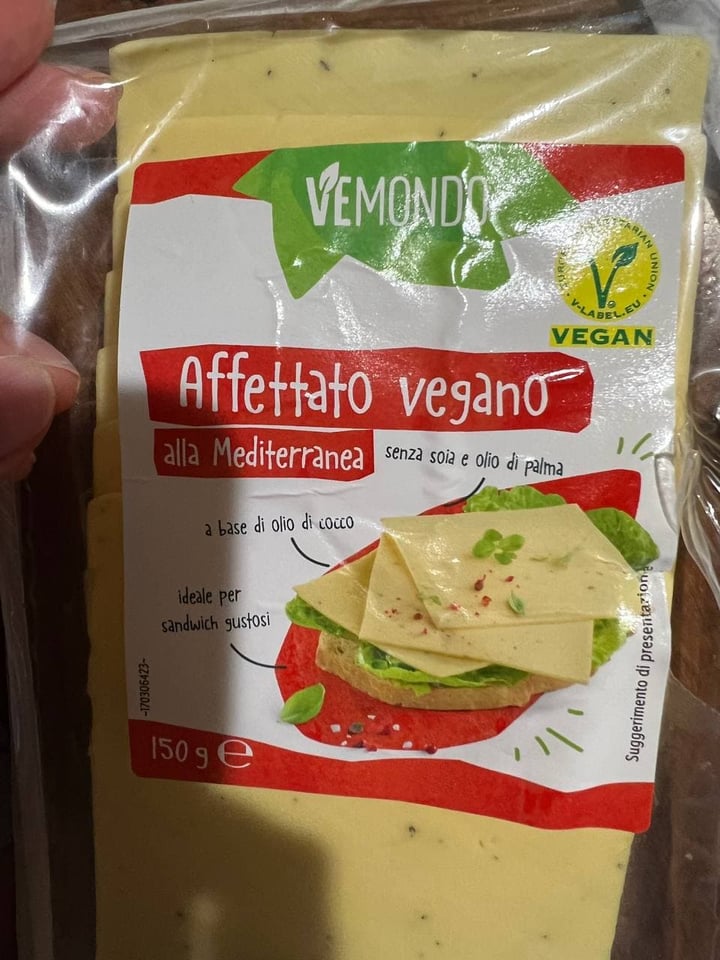 VEMONDO
V-LABEL.EU
VEGAN
Affettato vegano
alla Mediterranea
senza soia e olio di palma
a base di olio di cocco
ideale per
sandwich gustosi
Suggerimento di presentazione
-170306423-
150 g e